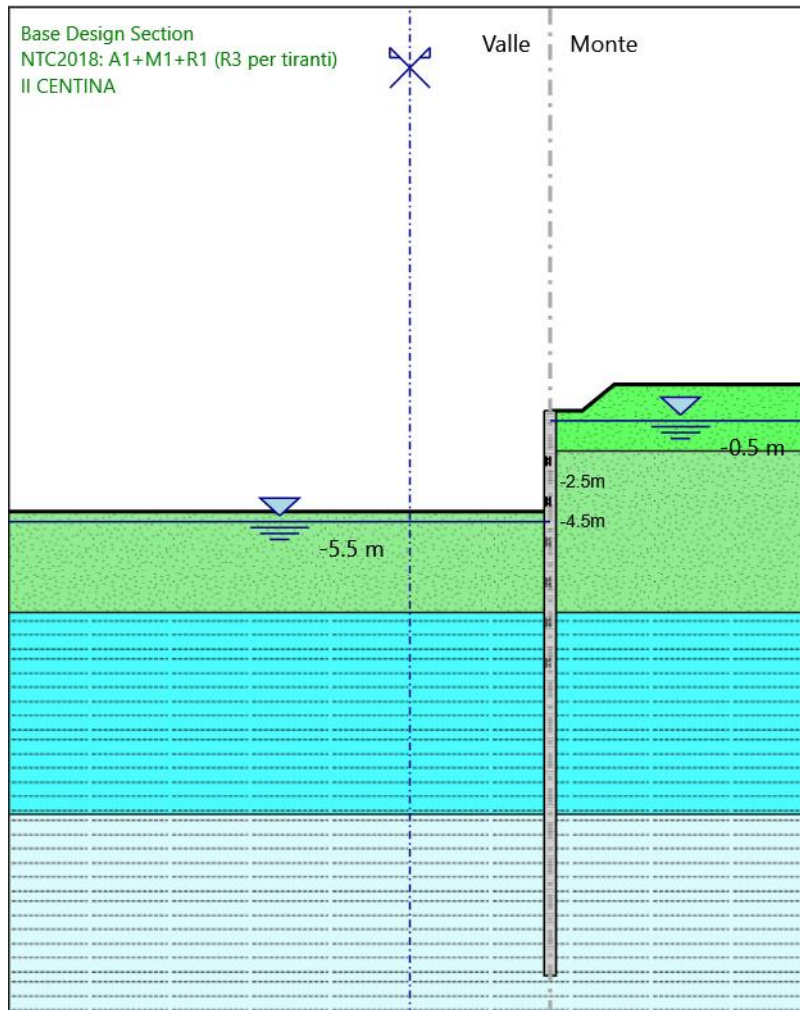 Base Design Section
NTC2018: A1+M1+R1 (R3 per tiranti)
II CENTINA
Valle
Monte
-0.5 m
-2.5m
-4.5m
-5.5 m